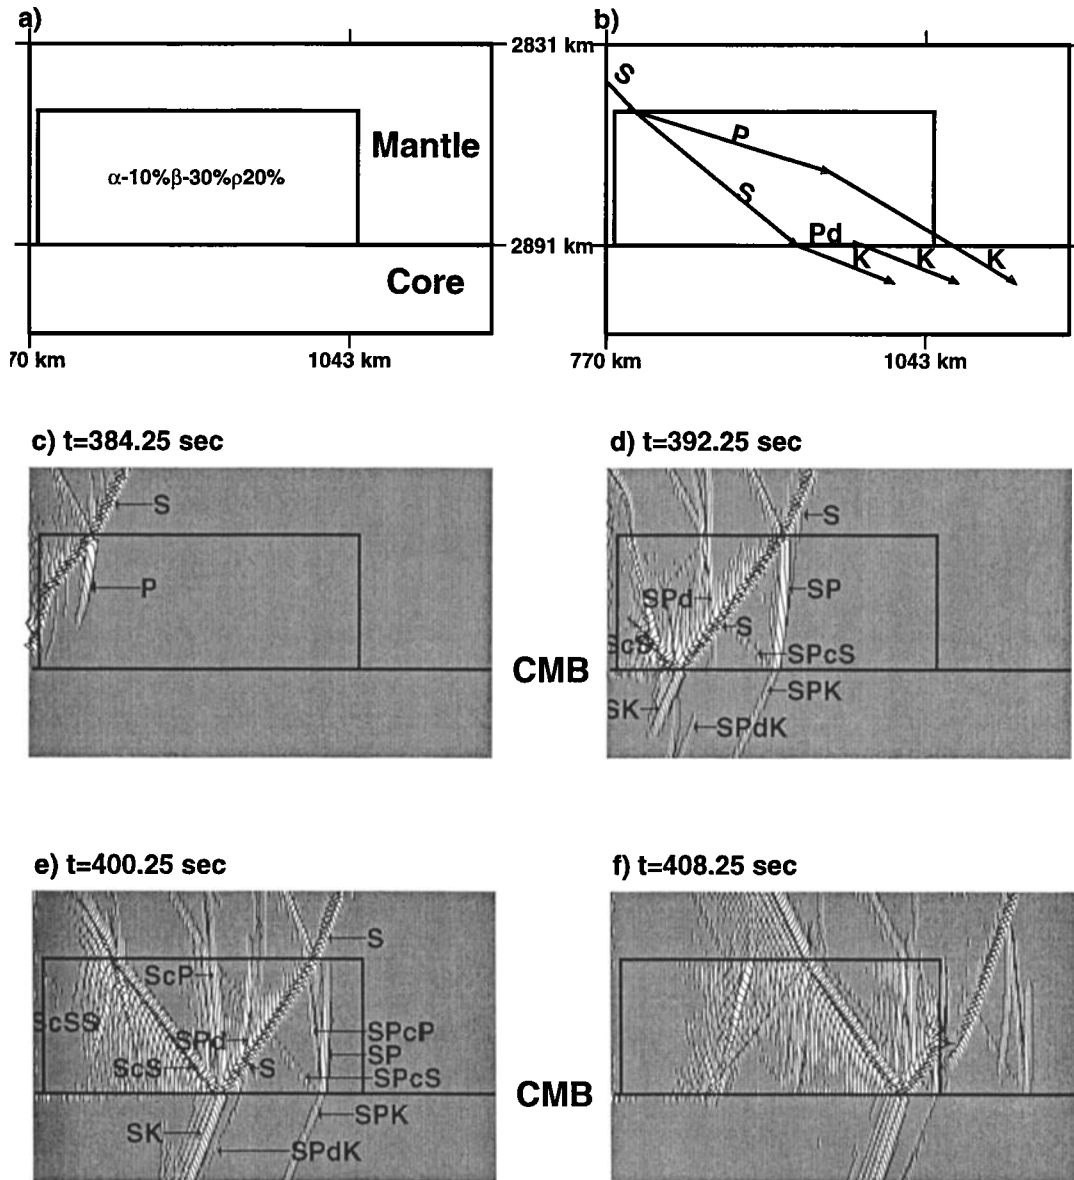 a)
b)
2831 km
S
P
Mantle
α-10%β-30%ρ20%
S
Pd
2891 km
K
K
K
Core
70 km
1043 km
770 km
1043 km
c) t=384.25 sec
d) t=392.25 sec
S
S
P
SPd
SP
S
ScS
SPcS
CMB
SPK
SK
SPdK
e) t=400.25 sec
f) t=408.25 sec
S
ScP
ScSS
SPcP
SPd
SP
ScS
S
SPcS
CMB
SPK
SK
SPdK